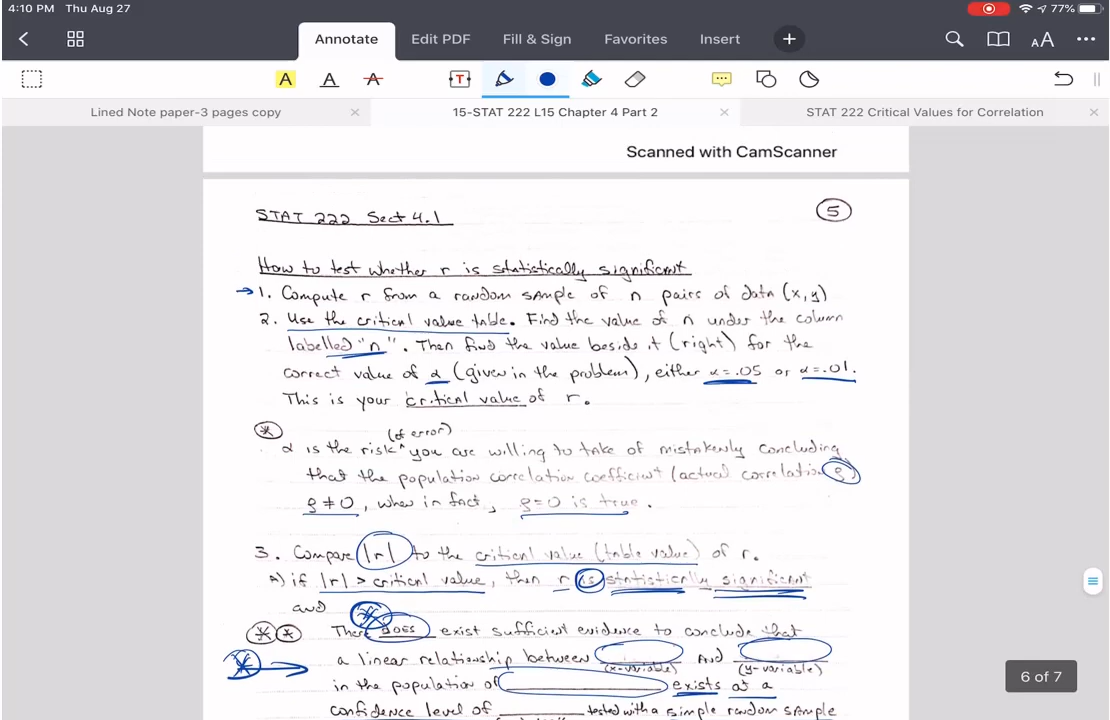 4:10 PM Thu Aug 27
77%
Annotate Edit PDF Fill & Sign Favorites Insert
Lined Note paper-3 pages copy
15-STAT 222 L15 Chapter 4 Part 2
STAT 222 Critical Values for Correlation
Scanned with CamScanner
STAT 222 Sect 4.1
5
How to test whether r is statistically significant
1. Compute r from a random sample of n pairs of data (x,y)
2. Use the critical value table. Find the value of n under the column
labelled "n". Then find the value beside it (right) for the
correct value of α (given in the problem), either α=.05 or α=.01.
This is your critical value of r.
(of error)
α is the risk ^ you are willing to take of mistakenly concluding
that the population correlation coefficient (actual correlation ρ)
ρ ≠ 0, when in fact, ρ=0 is true.
3. Compare |r| to the critical value (table value) of r.
A) if |r| > critical value, then r is statistically significant
and
There DOES exist sufficient evidence to conclude that
a linear relationship between ______ and ______
(x-variable) (y-variable)
in the population of ______ exists at a
confidence level of ______ tested with a simple random sample
6 of 7